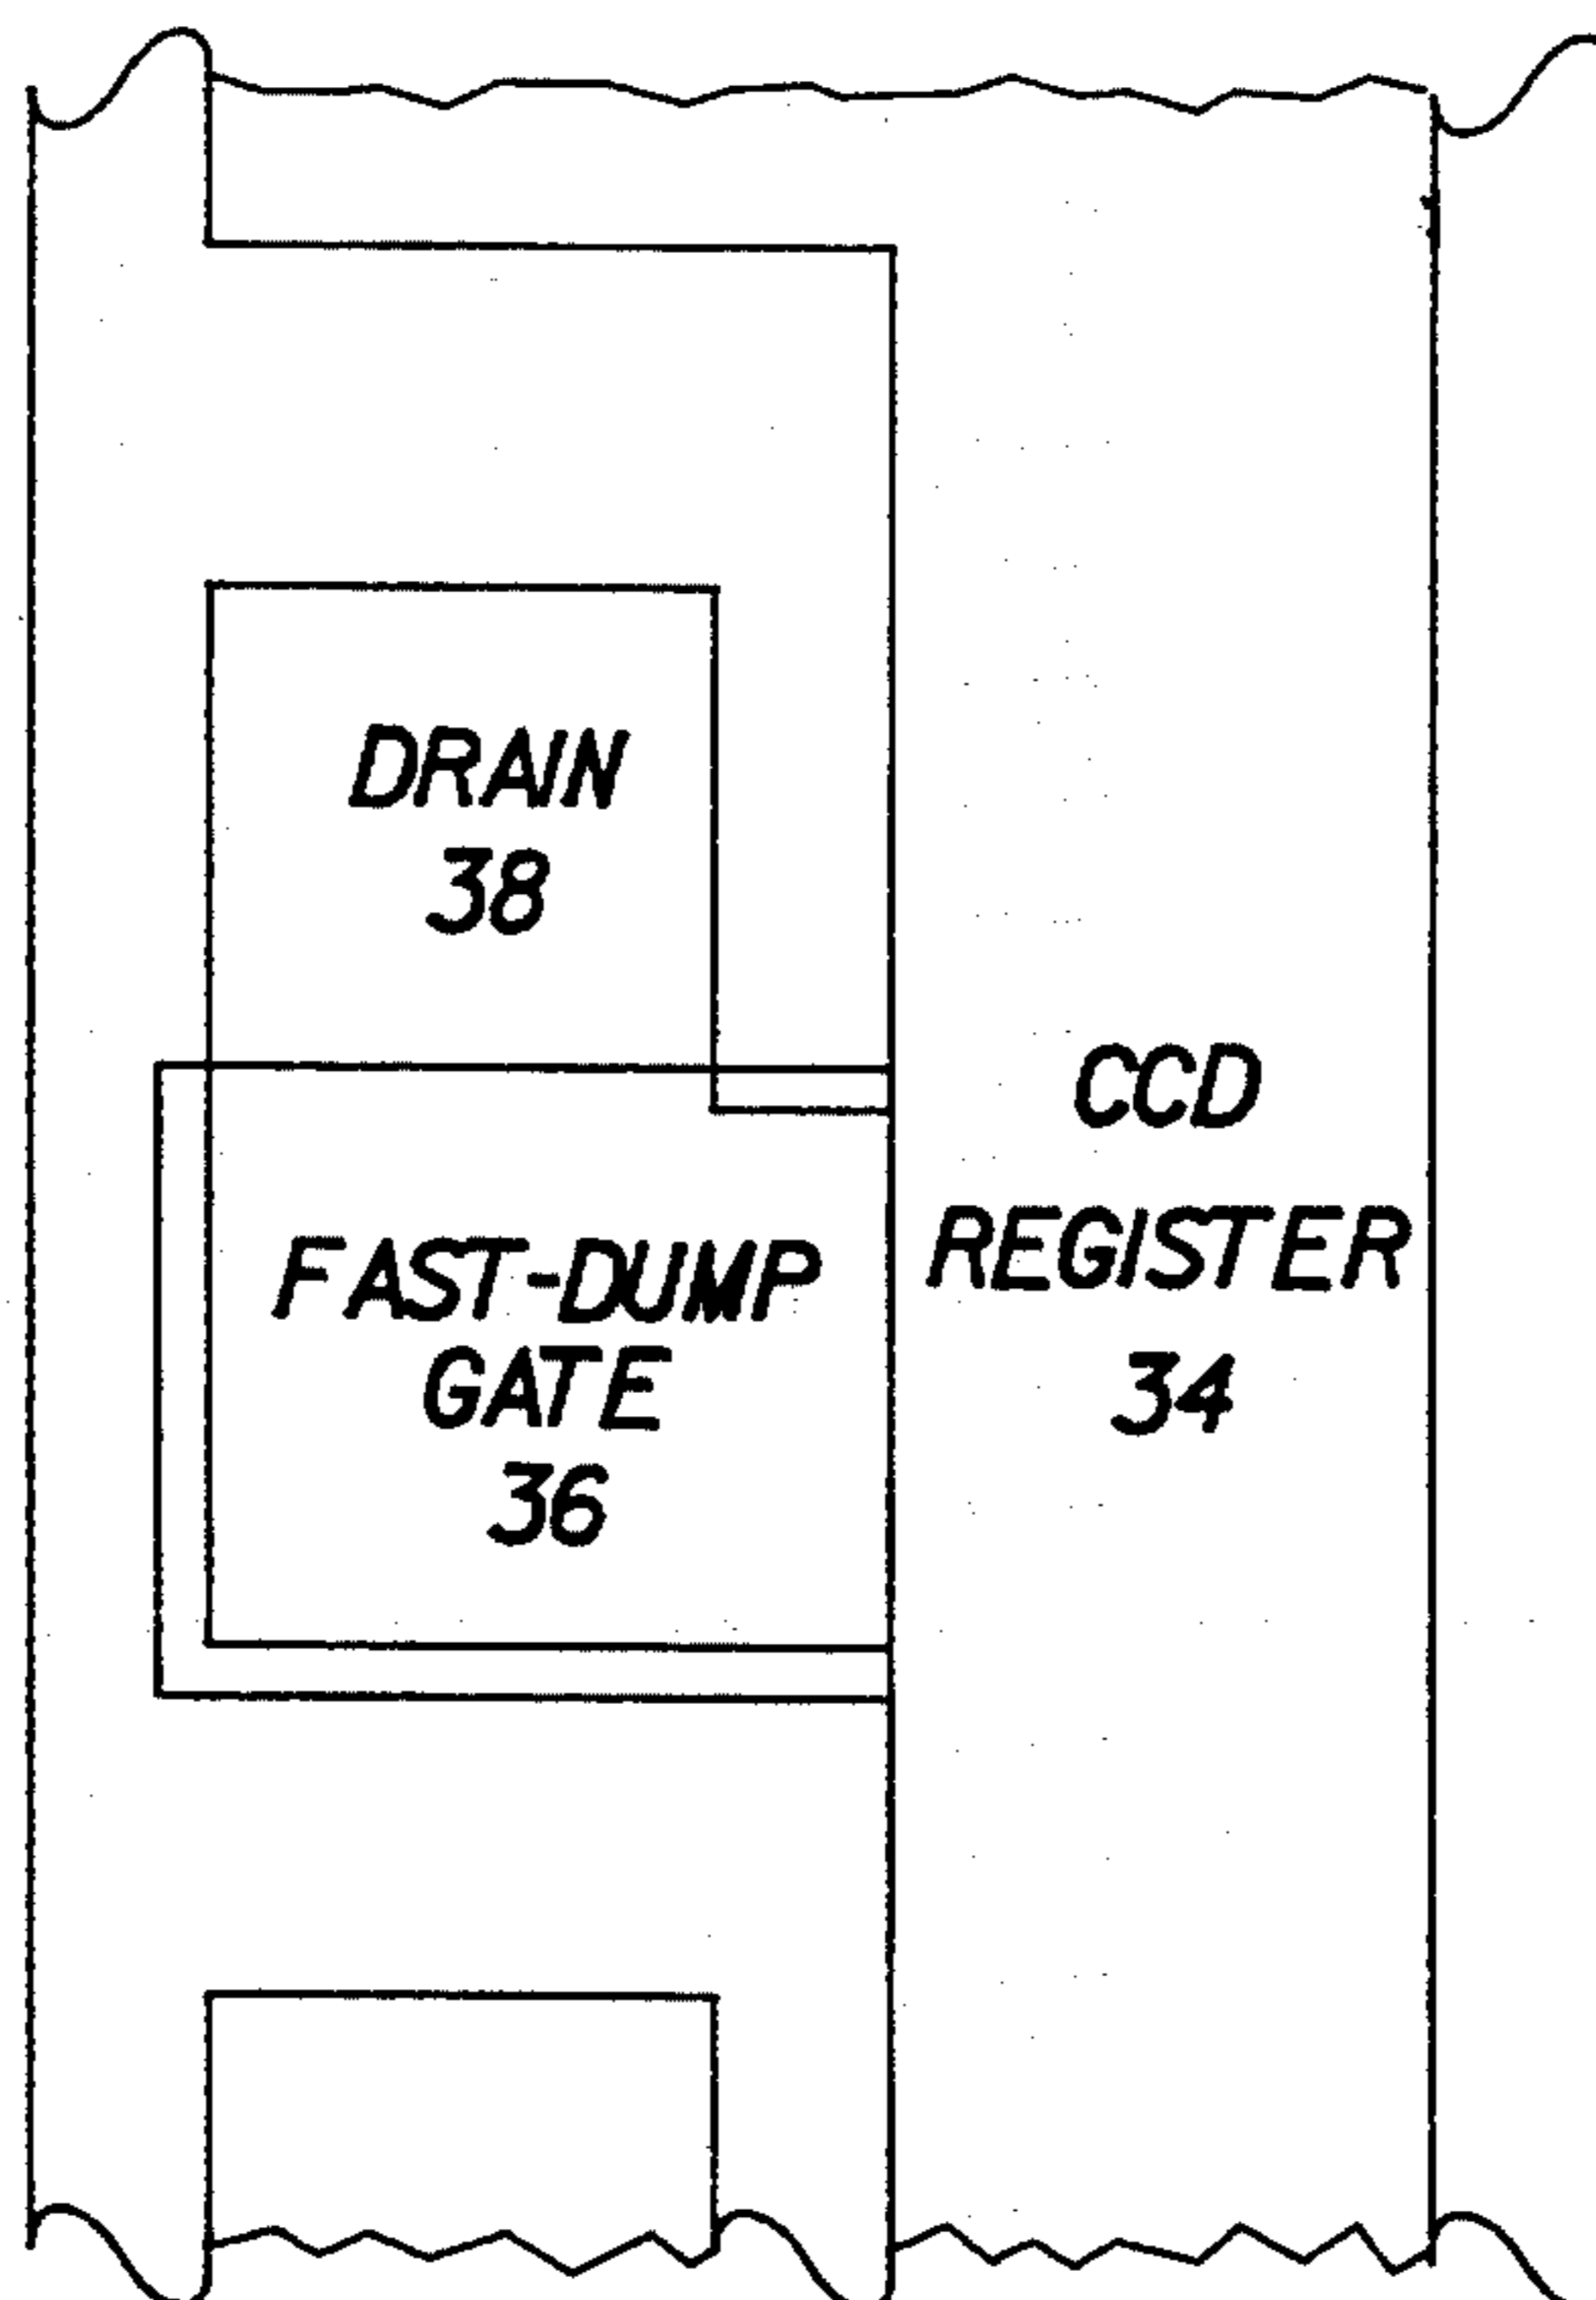 DRAIN
38
FAST-DUMP
GATE
36
CCD
REGISTER
34